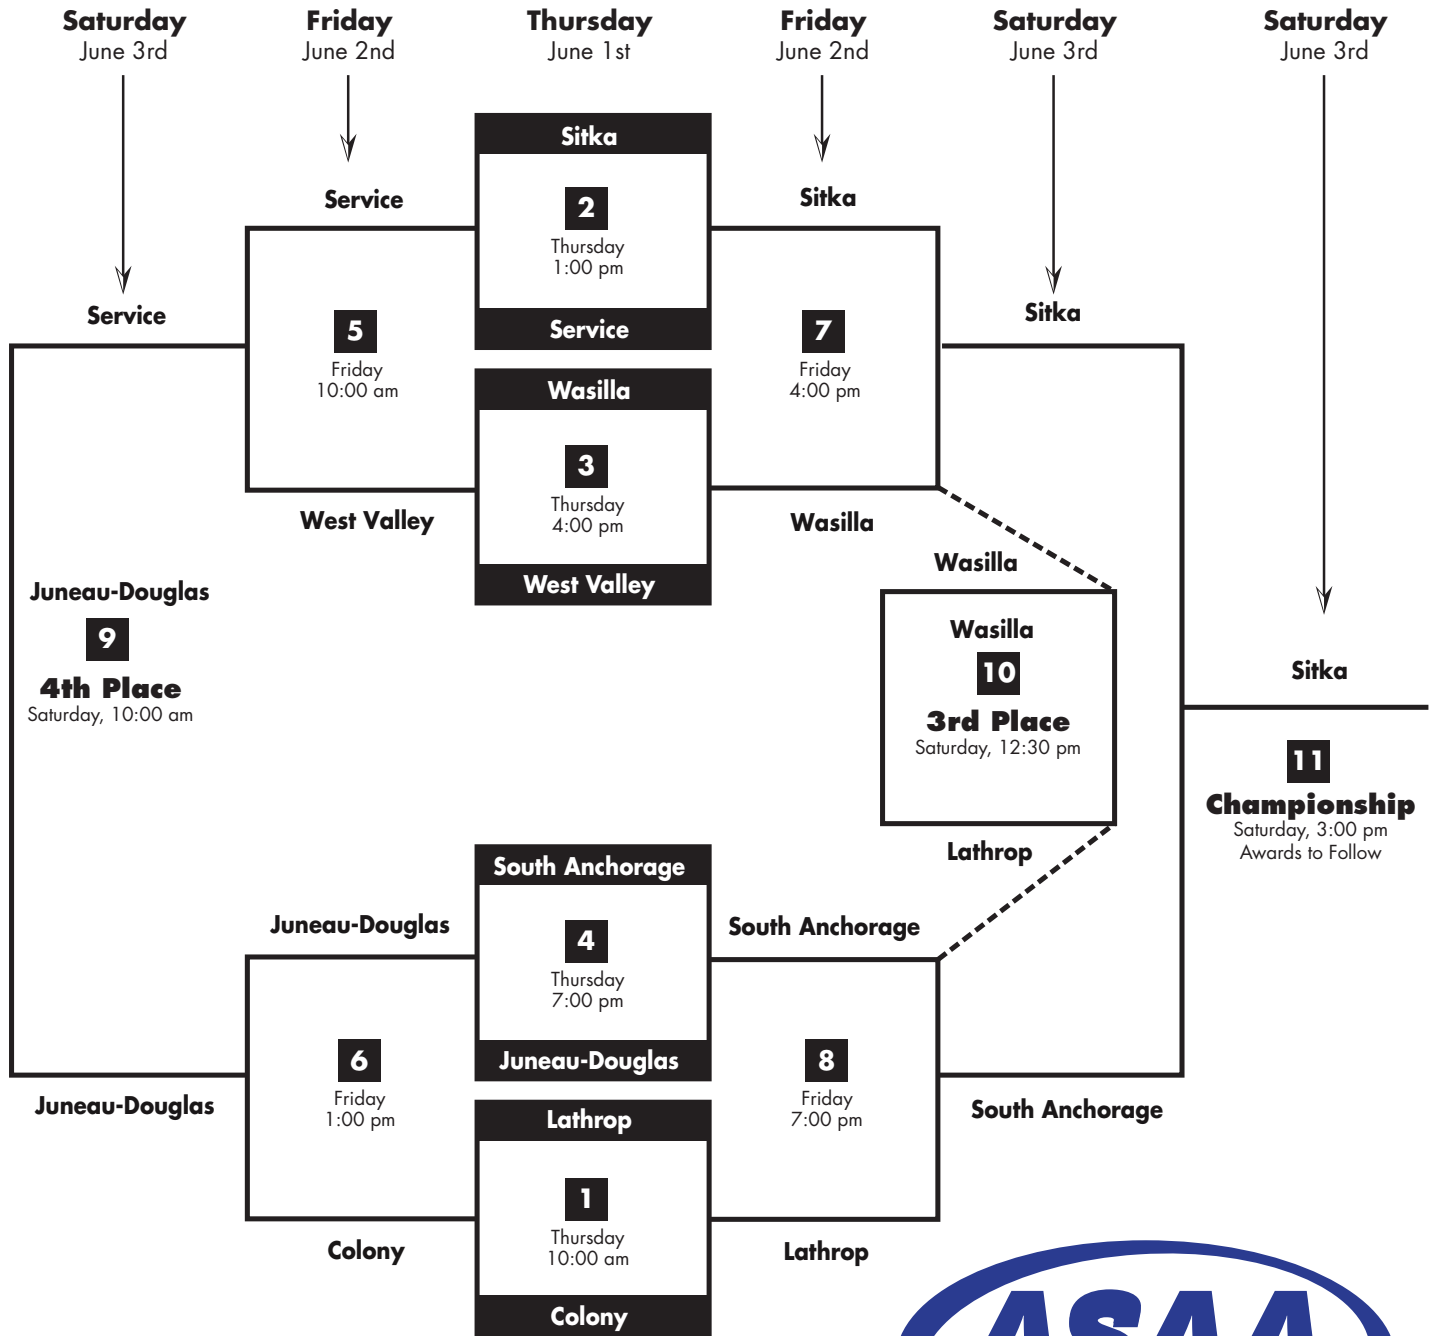 Saturday
June 3rd
Friday
June 2nd
Thursday
June 1st
Friday
June 2nd
Saturday
June 3rd
Saturday
June 3rd
Sitka
2
Thursday
1:00 pm
Service
Service
Sitka
Service
5
Friday
10:00 am
West Valley
Wasilla
3
Thursday
4:00 pm
West Valley
7
Friday
4:00 pm
Wasilla
Sitka
Juneau-Douglas
9
4th Place
Saturday, 10:00 am
Wasilla
Wasilla
10
3rd Place
Saturday, 12:30 pm
Lathrop
Sitka
11
Championship
Saturday, 3:00 pm
Awards to Follow
South Anchorage
4
Thursday
7:00 pm
Juneau-Douglas
Juneau-Douglas
South Anchorage
Juneau-Douglas
6
Friday
1:00 pm
Colony
Lathrop
1
Thursday
10:00 am
Colony
8
Friday
7:00 pm
Lathrop
South Anchorage
ASAA